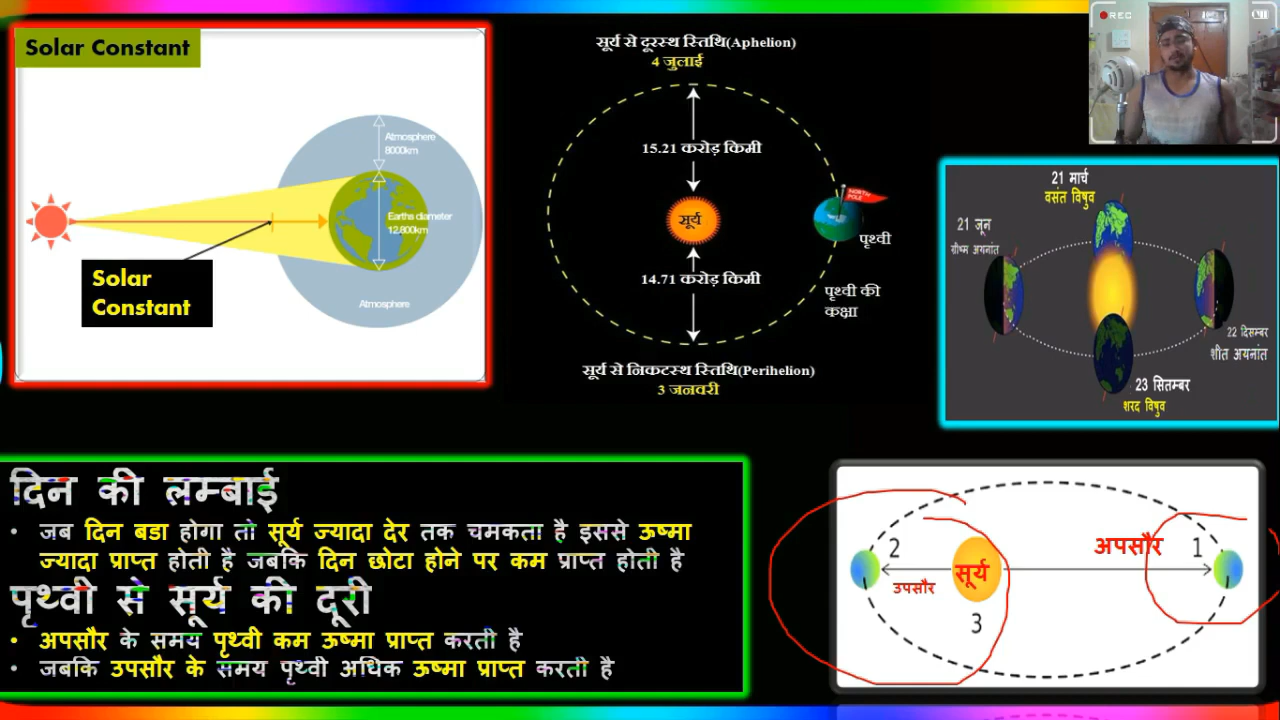 Solar Constant
Atmosphere
8000km
Earths diameter
12,800km
Solar
Constant
Atmosphere
सूर्य से दूरस्थ स्तिथि(Aphelion)
4 जुलाई
15.21 करोड़ किमी
सूर्य
NORTH
POLE
पृथ्वी
14.71 करोड़ किमी
पृथ्वी की
कक्षा
सूर्य से निकटस्थ स्तिथि(Perihelion)
3 जनवरी
REC
21 मार्च
वसंत विषुव
21 जून
ग्रीष्म अयनांत
22 दिसम्बर
शीत अयनांत
23 सितम्बर
शरद विषुव
दिन की लम्बाई
• जब दिन बडा होगा तो सूर्य ज्यादा देर तक चमकता है इससे ऊष्मा
ज्यादा प्राप्त होती है जबकि दिन छोटा होने पर कम प्राप्त होती है
पृथ्वी से सूर्य की दूरी
• अपसौर के समय पृथ्वी कम ऊष्मा प्राप्त करती है
• जबकि उपसौर के समय पृथ्वी अधिक ऊष्मा प्राप्त करती है
2
उपसौर
सूर्य
3
अपसौर
1